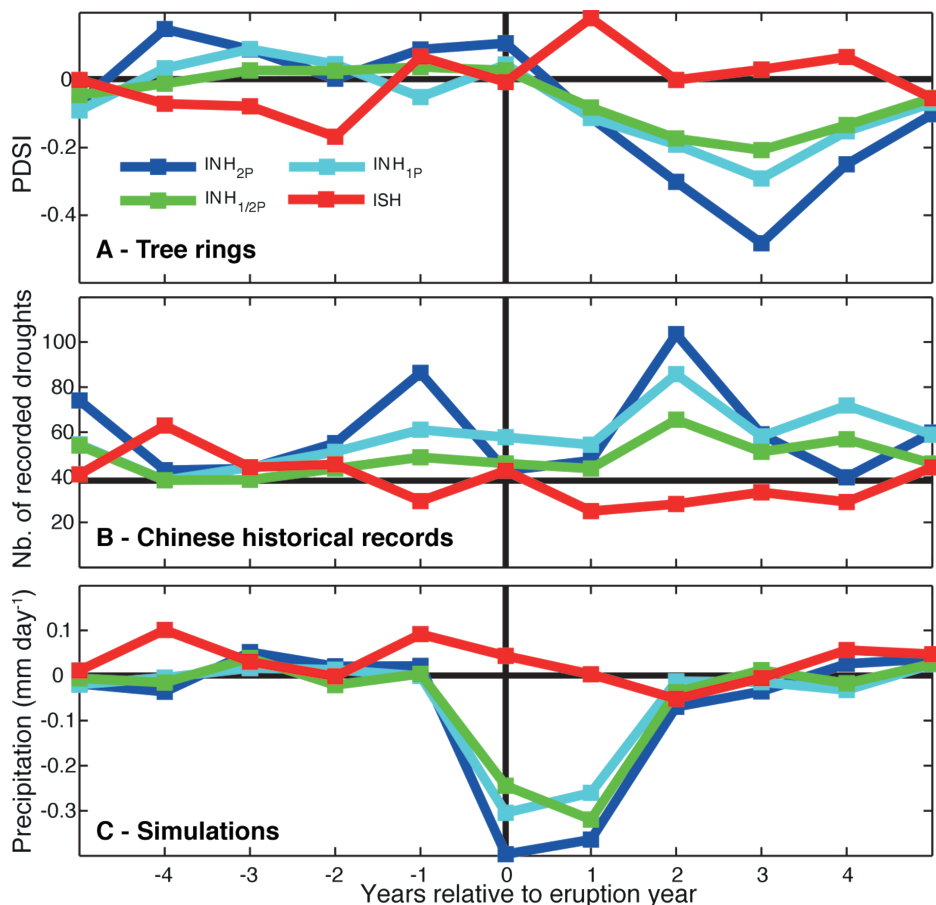 PDSI
0
-0.2
-0.4
INH2P
INH1P
INH1/2P
ISH
A - Tree rings
Nb. of recorded droughts
100
80
60
40
20
B - Chinese historical records
Precipitation (mm day-1)
0.1
0
-0.1
-0.2
-0.3
C - Simulations
-4 -3 -2 -1 0 1 2 3 4
Years relative to eruption year